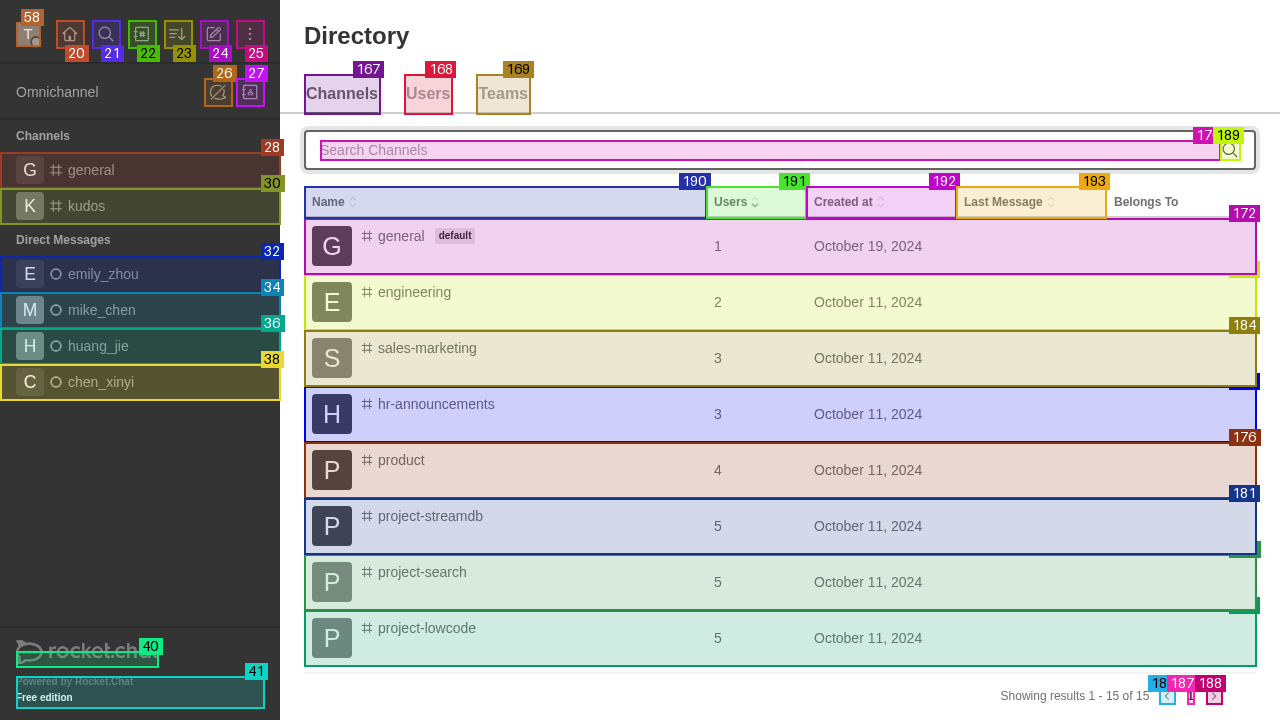 58
T
20
21
22
23
24
25
Omnichannel
26
27
Channels
28
G general
30
K kudos
Direct Messages
32
E emily_zhou
34
M mike_chen
36
H huang_jie
38
C chen_xinyi
40
rocket.chat
41
Powered by Rocket.Chat
Free edition
Directory
167
168
169
Channels
Users
Teams
17
189
Search Channels
190
191
192
193
Name
Users
Created at
Last Message
Belongs To
172
G general default 1 October 19, 2024
E engineering 2 October 11, 2024
184
S sales-marketing 3 October 11, 2024
H hr-announcements 3 October 11, 2024
176
P product 4 October 11, 2024
181
P project-streamdb 5 October 11, 2024
P project-search 5 October 11, 2024
P project-lowcode 5 October 11, 2024
18
187
188
Showing results 1 - 15 of 15
1